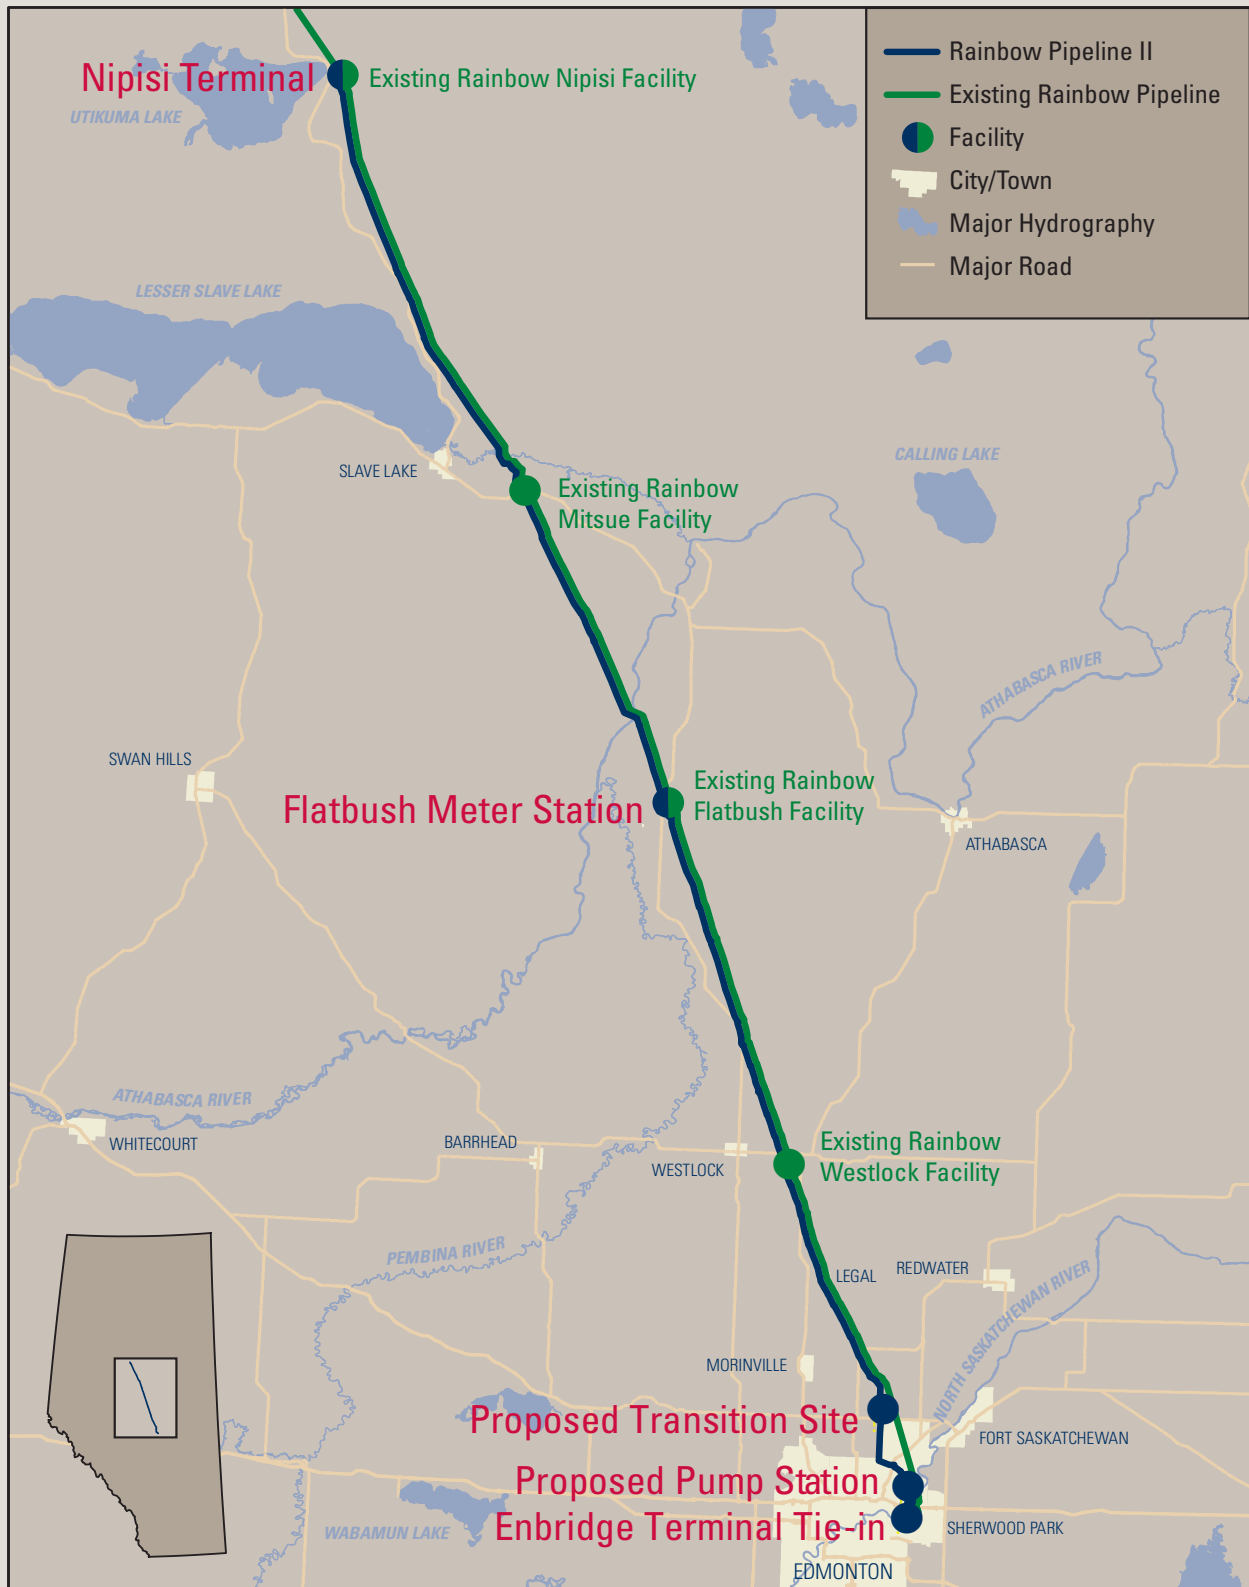 Rainbow Pipeline II
Existing Rainbow Pipeline
Facility
City/Town
Major Hydrography
Major Road
Nipisi Terminal
Existing Rainbow Nipisi Facility
UTIKUMA LAKE
LESSER SLAVE LAKE
SLAVE LAKE
CALLING LAKE
Existing Rainbow
Mitsue Facility
ATHABASCA RIVER
SWAN HILLS
Flatbush Meter Station
Existing Rainbow
Flatbush Facility
ATHABASCA
ATHABASCA RIVER
WHITECOURT
BARRHEAD
WESTLOCK
Existing Rainbow
Westlock Facility
PEMBINA RIVER
LEGAL
REDWATER
NORTH SASKATCHEWAN RIVER
MORINVILLE
Proposed Transition Site
FORT SASKATCHEWAN
Proposed Pump Station
Enbridge Terminal Tie-in
SHERWOOD PARK
WABAMUN LAKE
EDMONTON